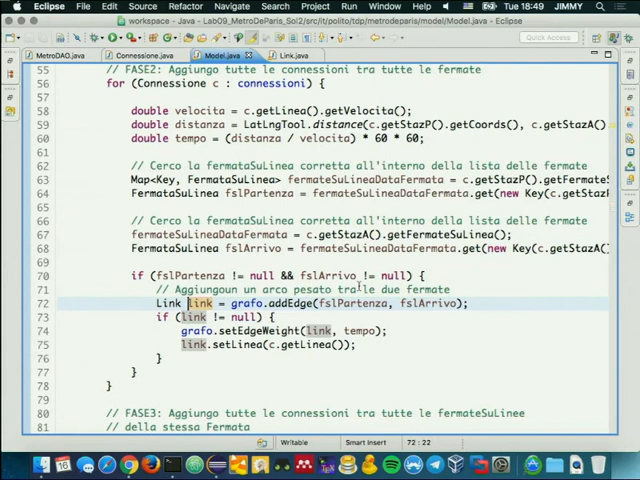 Eclipse File Edit Source Refactor Navigate Search Project Run Window Help Tue 18:49 JIMMY
workspace - Lab09_MetroDeParis_Sol2/src/it/polito/tdp/metrodeparis/model/Model.java - Eclipse
Quick Access
MetroDAO.java Connessione.java Model.java Link.java
55 // FASE2: Aggiungo tutte le connessioni tra tutte le fermate
56 for (Connessione c : connessioni) {
57
58 double velocita = c.getLinea().getVelocita();
59 double distanza = LatLngTool.distance(c.getStazP().getCoords(), c.getStazA()
60 double tempo = (distanza / velocita) * 60 * 60;
61
62 // Cerco la fermataSuLinea corretta all'interno della lista delle fermate
63 Map<Key, FermataSuLinea> fermateSuLineaDataFermata = c.getStazP().getFermateSu
64 FermataSuLinea fslPartenza = fermateSuLineaDataFermata.get(new Key(c.getStazP
65
66 // Cerco la fermataSuLinea corretta all'interno della lista delle fermate
67 fermateSuLineaDataFermata = c.getStazA().getFermateSuLinea();
68 FermataSuLinea fslArrivo = fermateSuLineaDataFermata.get(new Key(c.getStazA()
69
70 if (fslPartenza != null && fslArrivo != null) {
71 // Aggiungoun un arco pesato tra le due fermate
72 Link link = grafo.addEdge(fslPartenza, fslArrivo);
73 if (link != null) {
74 grafo.setEdgeWeight(link, tempo);
75 link.setLinea(c.getLinea());
76 }
77 }
78 }
79
80 // FASE3: Aggiungo tutte le connessioni tra tutte le fermateSuLinee
81 // della stessa Fermata
Writable Smart Insert 72 : 22